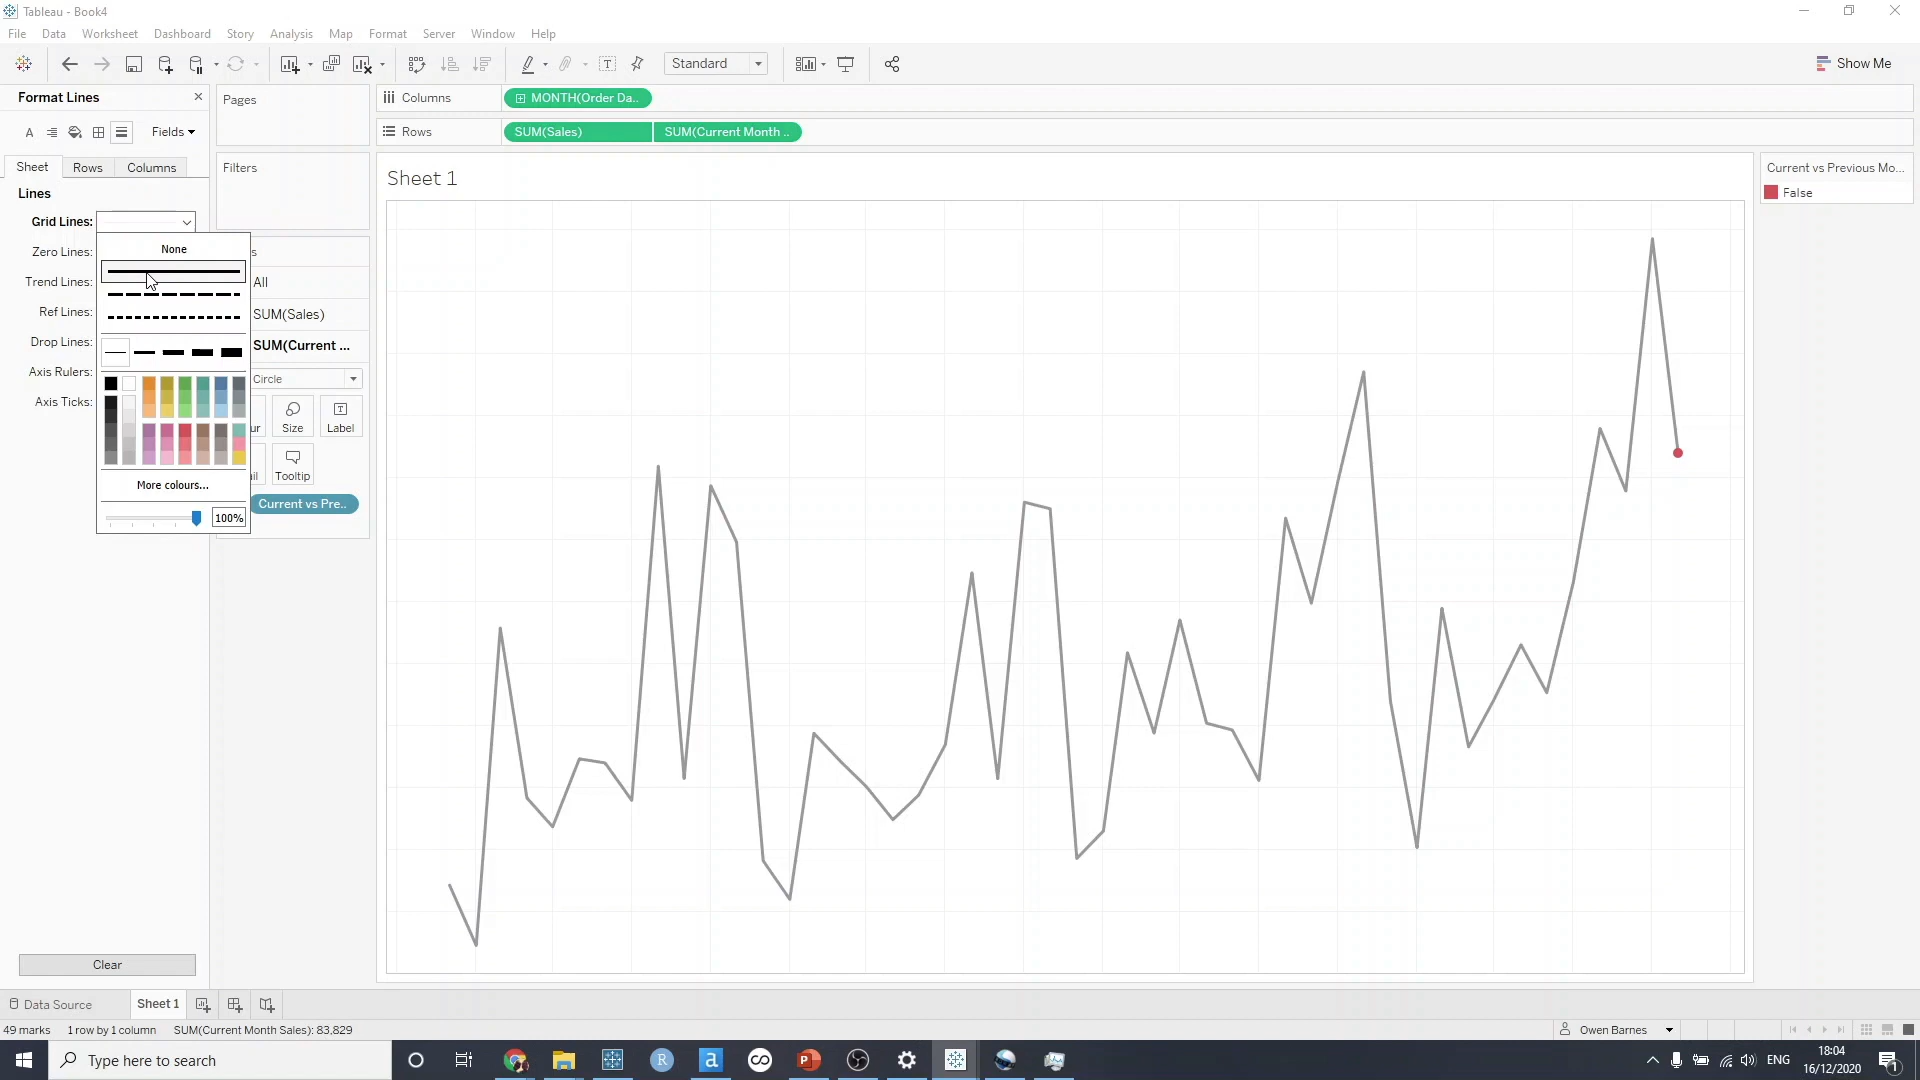 Tableau - Book4
File Data Worksheet Dashboard Story Analysis Map Format Server Window Help
Standard
Show Me
Format Lines
Fields
Sheet Rows Columns
Lines
Grid Lines:
Zero Lines:
Trend Lines:
Ref Lines:
Drop Lines:
Axis Rulers:
Axis Ticks:
None
More colours...
100%
Clear
Pages
Filters
s
All
SUM(Sales)
SUM(Current ...
Circle
ur Size Label
il Tooltip
Current vs Pre..
Columns MONTH(Order Da..
Rows SUM(Sales) SUM(Current Month ..
Sheet 1
Current vs Previous Mo...
False
Data Source Sheet 1
49 marks 1 row by 1 column SUM(Current Month Sales): 83,829
Owen Barnes
Type here to search
R
a
ENG
18:04
16/12/2020
1